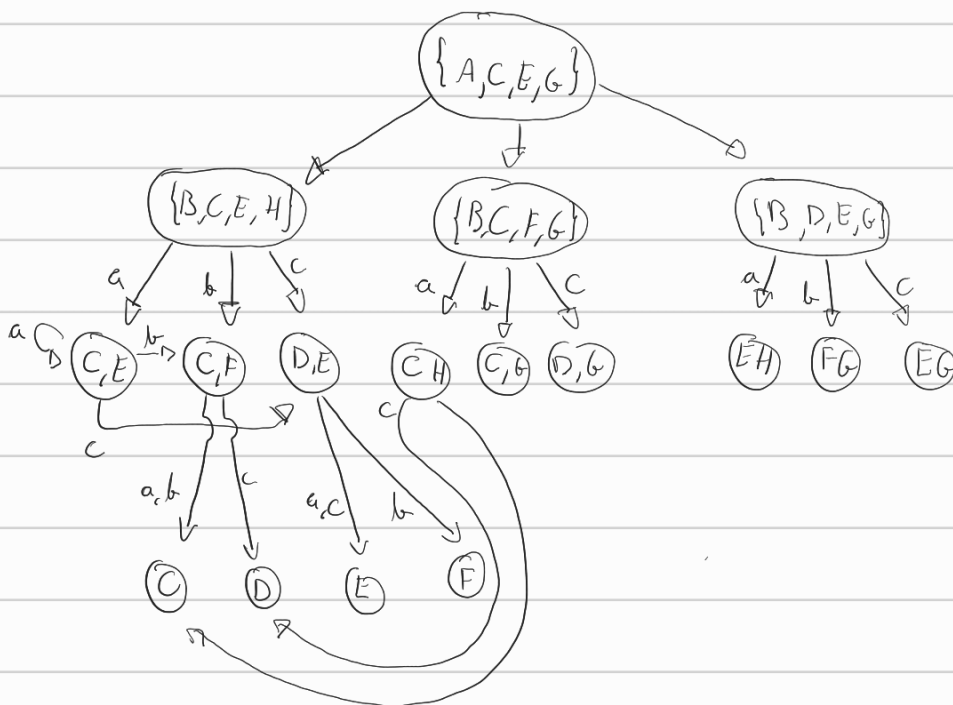 {A,C,E,G}
{B,C,E,H} {B,C,F,G} {B,D,E,G}
a b c a b c a b c
a C,E b C,F D,E CH C,G D,G EH FG EG
c c
a,b c a,c b
C D E F